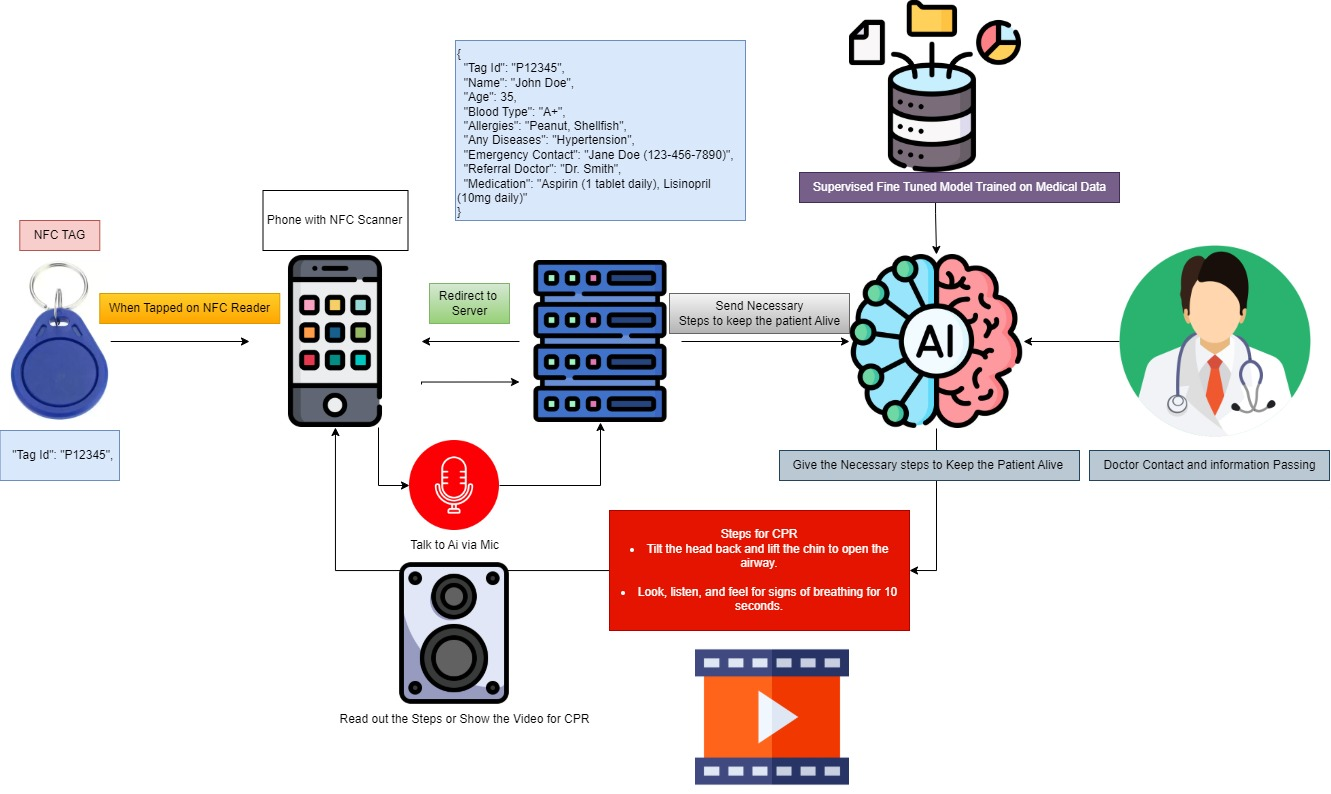 {
"Tag Id": "P12345",
"Name": "John Doe",
"Age": 35,
"Blood Type": "A+",
"Allergies": "Peanut, Shellfish",
"Any Diseases": "Hypertension",
"Emergency Contact": "Jane Doe (123-456-7890)",
"Referral Doctor": "Dr. Smith",
"Medication": "Aspirin (1 tablet daily), Lisinopril
(10mg daily)"
}
Supervised Fine Tuned Model Trained on Medical Data
Phone with NFC Scanner
NFC TAG
When Tapped on NFC Reader
Redirect to
Server
Send Necessary
Steps to keep the patient Alive
AI
"Tag Id": "P12345",
Give the Necessary steps to Keep the Patient Alive
Doctor Contact and information Passing
Talk to Ai via Mic
Steps for CPR
• Tilt the head back and lift the chin to open the
airway.
• Look, listen, and feel for signs of breathing for 10
seconds.
Read out the Steps or Show the Video for CPR